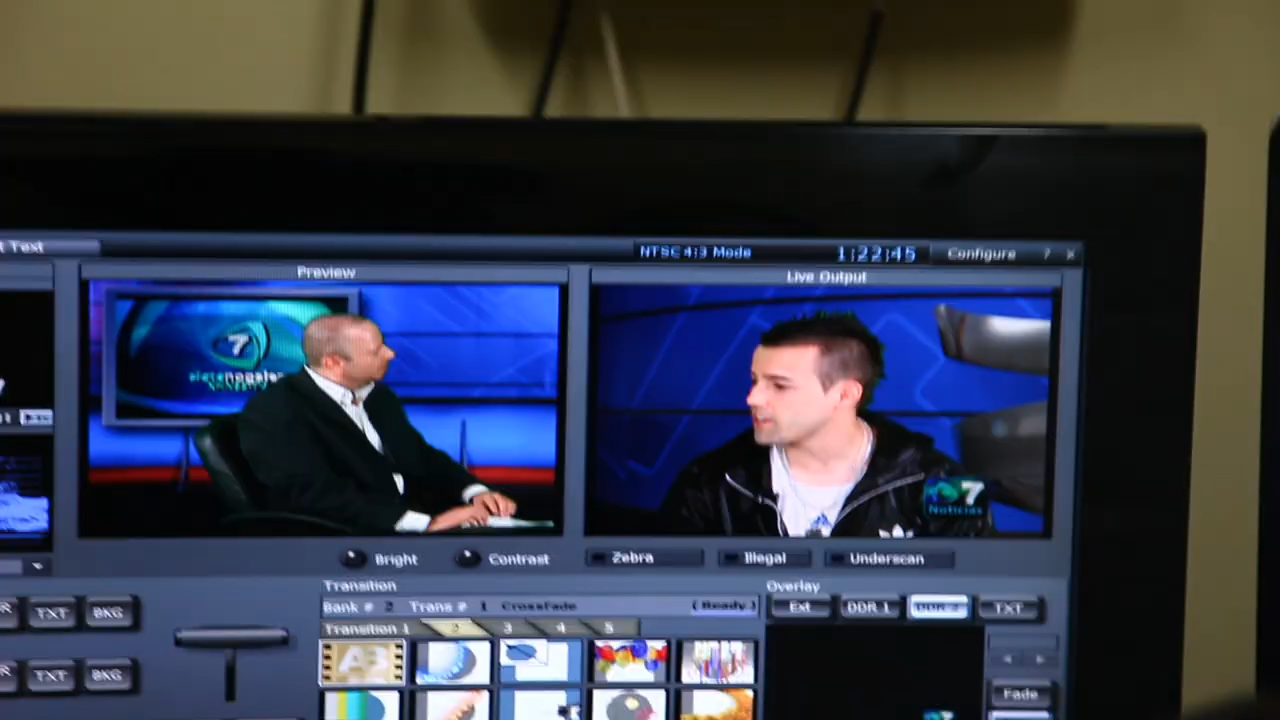 t Text
NTSC 4:3 Mode 1:22:45 Configure ? x
Preview
Live Output
7
7
Noticias
Bright Contrast Zebra Illegal Underscan
Transition
Overlay
Bank # 2 Trans # 1 Crossfade (Ready)
Ext DDR 1 DDR 2 TXT
R TXT BKG
Transition 1 2 3 4 5
A3
R TXT BKG
Fade